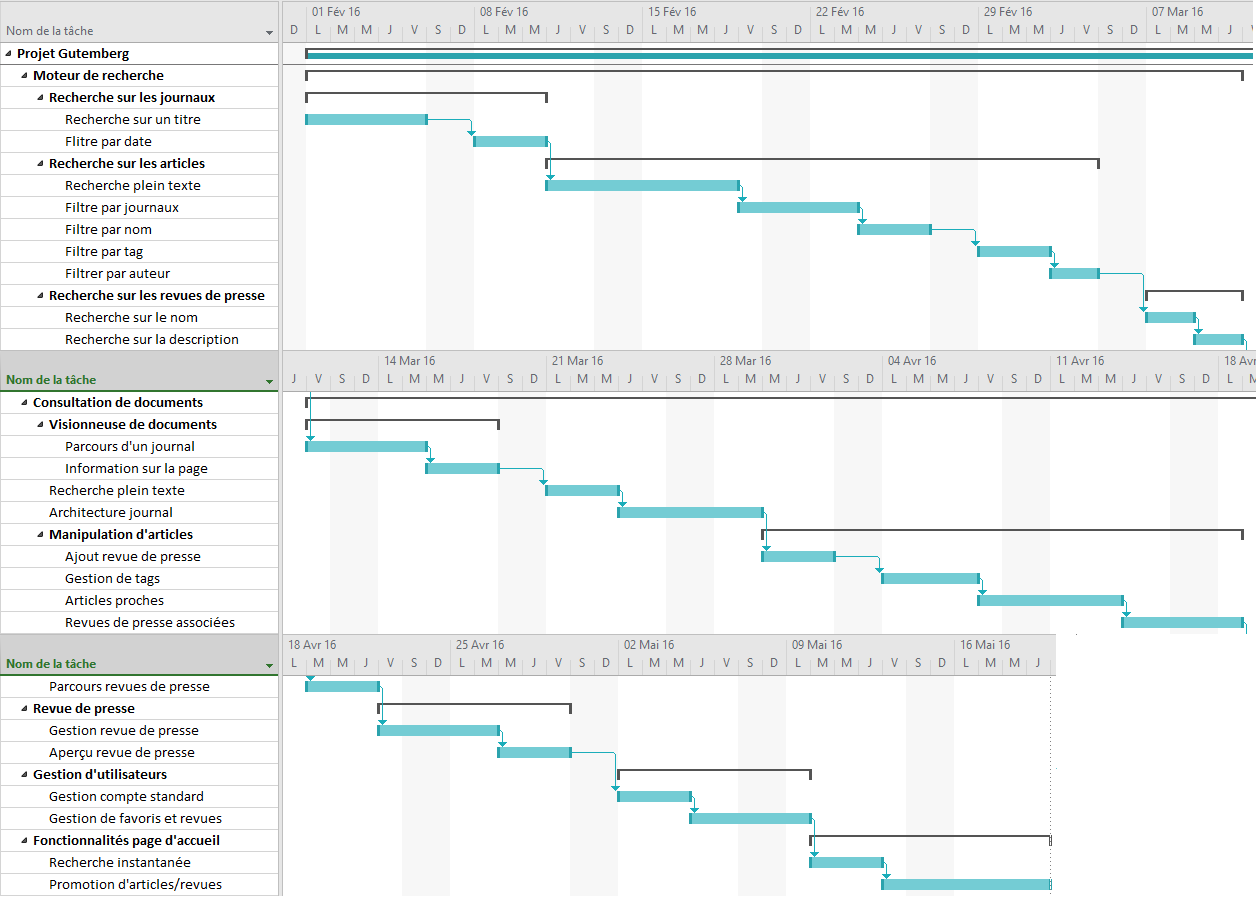 01 Fév 16 08 Fév 16 15 Fév 16 22 Fév 16 29 Fév 16 07 Mar 16
Nom de la tâche D L M M J V S D L M M J V S D L M M J V S D L M M J V S D L M M J V S D L M M J
Projet Gutemberg
Moteur de recherche
Recherche sur les journaux
Recherche sur un titre
Flitre par date
Recherche sur les articles
Recherche plein texte
Filtre par journaux
Filtre par nom
Filtre par tag
Filtrer par auteur
Recherche sur les revues de presse
Recherche sur le nom
Recherche sur la description
14 Mar 16 21 Mar 16 28 Mar 16 04 Avr 16 11 Avr 16 18 Avr
Nom de la tâche J V S D L M M J V S D L M M J V S D L M M J V S D L M M J V S D L M M J V S D L M
Consultation de documents
Visionneuse de documents
Parcours d'un journal
Information sur la page
Recherche plein texte
Architecture journal
Manipulation d'articles
Ajout revue de presse
Gestion de tags
Articles proches
Revues de presse associées
18 Avr 16 25 Avr 16 02 Mai 16 09 Mai 16 16 Mai 16
Nom de la tâche L M M J V S D L M M J V S D L M M J V S D L M M J V S D L M M J
Parcours revues de presse
Revue de presse
Gestion revue de presse
Aperçu revue de presse
Gestion d'utilisateurs
Gestion compte standard
Gestion de favoris et revues
Fonctionnalités page d'accueil
Recherche instantanée
Promotion d'articles/revues